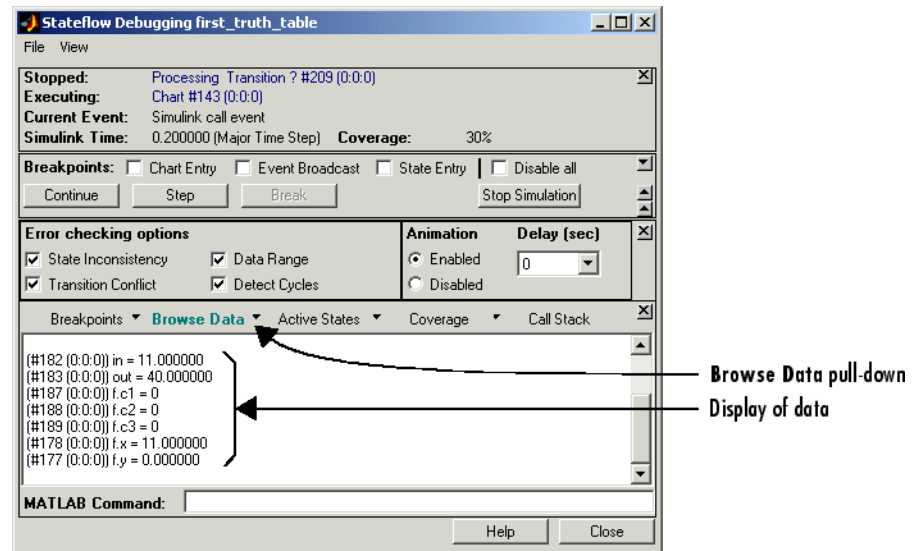 Stateflow Debugging first_truth_table
File View
Stopped: Processing Transition ? #209 (0:0:0)
Executing: Chart #143 (0:0:0)
Current Event: Simulink call event
Simulink Time: 0.200000 (Major Time Step) Coverage: 30%
Breakpoints: Chart Entry Event Broadcast State Entry Disable all
Continue Step Break Stop Simulation
Error checking options Animation Delay (sec)
State Inconsistency Data Range Enabled 0
Transition Conflict Detect Cycles Disabled
Breakpoints Browse Data Active States Coverage Call Stack
(#182 (0:0:0)) in = 11.000000
(#183 (0:0:0)) out = 40.000000
(#187 (0:0:0)) f.c1 = 0
(#188 (0:0:0)) f.c2 = 0
(#189 (0:0:0)) f.c3 = 0
(#178 (0:0:0)) f.x = 11.000000
(#177 (0:0:0)) f.y = 0.000000
Browse Data pull-down
Display of data
MATLAB Command:
Help Close